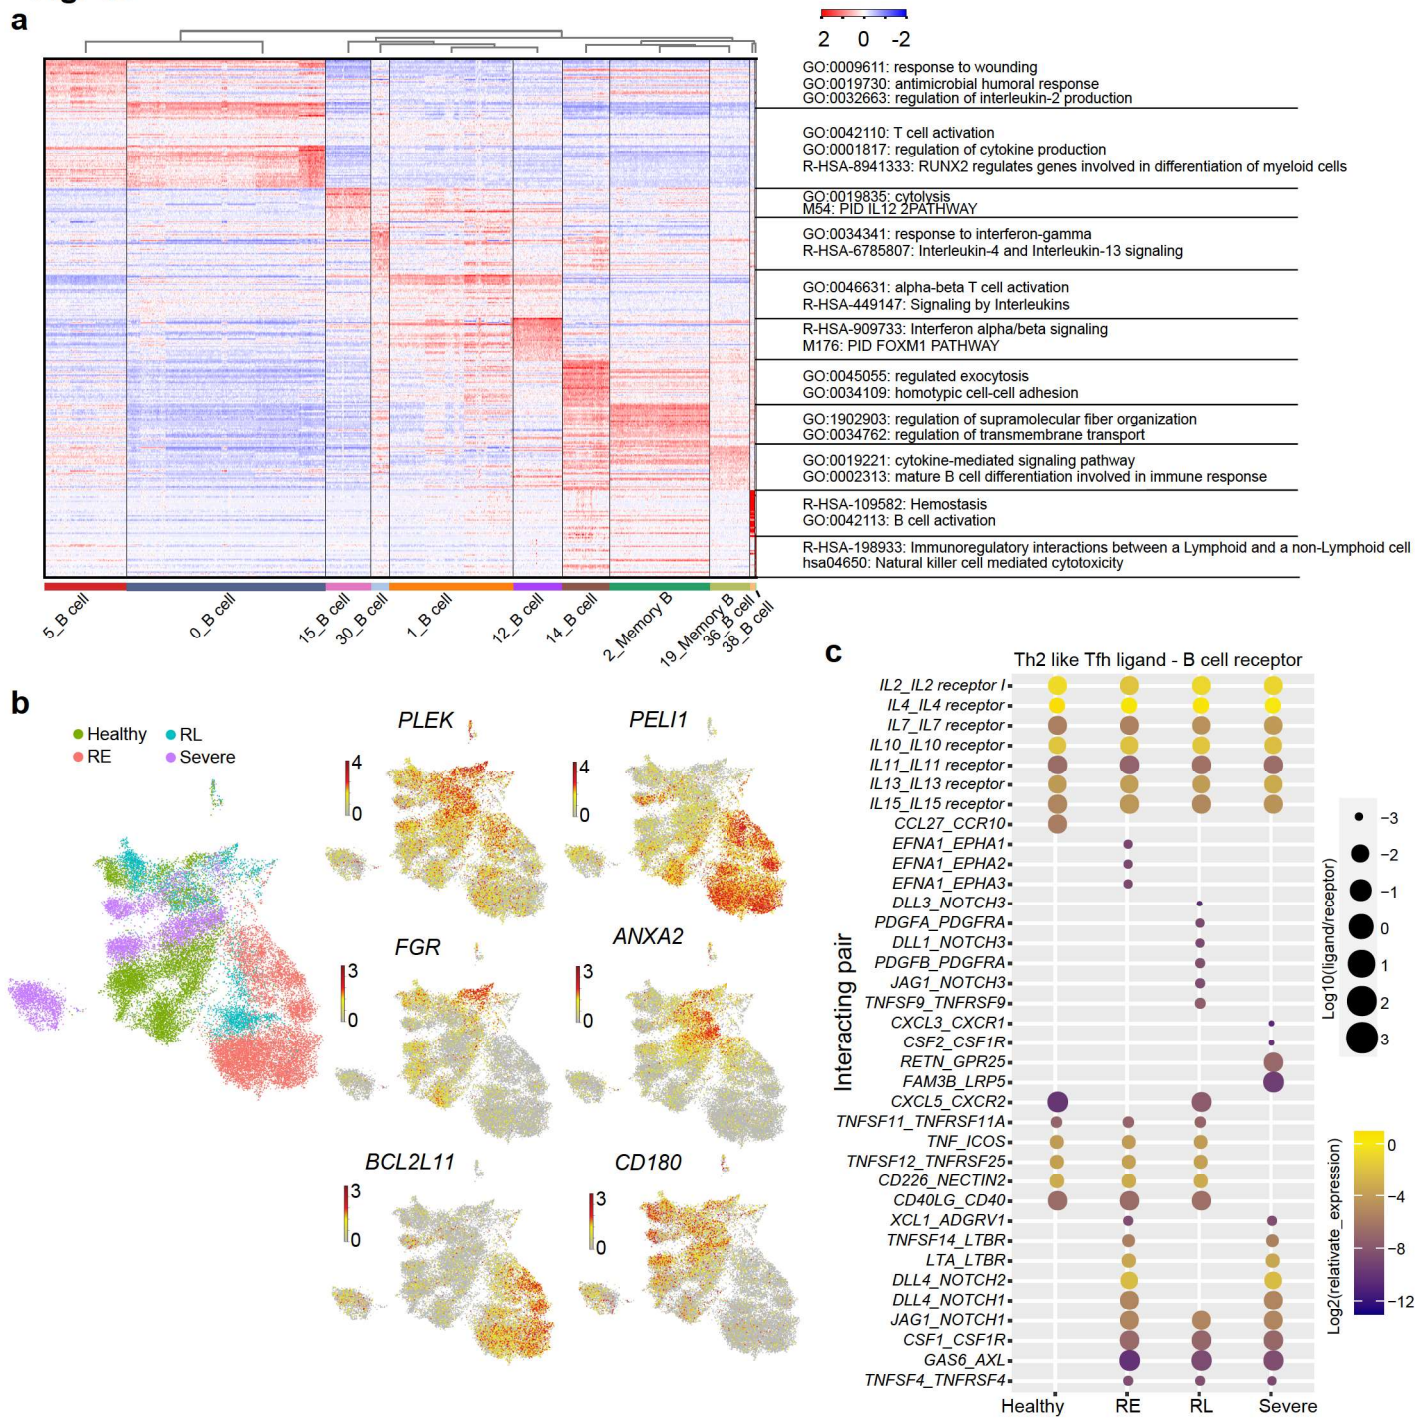 a
2 0 -2
GO:0009611: response to wounding
GO:0019730: antimicrobial humoral response
GO:0032663: regulation of interleukin-2 production
GO:0042110: T cell activation
GO:0001817: regulation of cytokine production
R-HSA-8941333: RUNX2 regulates genes involved in differentiation of myeloid cells
GO:0019835: cytolysis
M54: PID IL12 2PATHWAY
GO:0034341: response to interferon-gamma
R-HSA-6785807: Interleukin-4 and Interleukin-13 signaling
GO:0046631: alpha-beta T cell activation
R-HSA-449147: Signaling by Interleukins
R-HSA-909733: Interferon alpha/beta signaling
M176: PID FOXM1 PATHWAY
GO:0045055: regulated exocytosis
GO:0034109: homotypic cell-cell adhesion
GO:1902903: regulation of supramolecular fiber organization
GO:0034762: regulation of transmembrane transport
GO:0019221: cytokine-mediated signaling pathway
GO:0002313: mature B cell differentiation involved in immune response
R-HSA-109582: Hemostasis
GO:0042113: B cell activation
R-HSA-198933: Immunoregulatory interactions between a Lymphoid and a non-Lymphoid cell
hsa04650: Natural killer cell mediated cytotoxicity
5_B cell
0_B cell
15_B cell
30_B cell
1_B cell
12_B cell
14_B cell
2_Memory B
19_Memory B
36_B cell
38_B cell
b
Healthy
RL
RE
Severe
PLEK
4
0
PELI1
4
0
FGR
3
0
ANXA2
3
0
BCL2L11
3
0
CD180
3
0
c
Th2 like Tfh ligand - B cell receptor
Interacting pair
IL2_IL2 receptor I
IL4_IL4 receptor
IL7_IL7 receptor
IL10_IL10 receptor
IL11_IL11 receptor
IL13_IL13 receptor
IL15_IL15 receptor
CCL27_CCR10
EFNA1_EPHA1
EFNA1_EPHA2
EFNA1_EPHA3
DLL3_NOTCH3
PDGFA_PDGFRA
DLL1_NOTCH3
PDGFB_PDGFRA
JAG1_NOTCH3
TNFSF9_TNFRSF9
CXCL3_CXCR1
CSF2_CSF1R
RETN_GPR25
FAM3B_LRP5
CXCL5_CXCR2
TNFSF11_TNFRSF11A
TNF_ICOS
TNFSF12_TNFRSF25
CD226_NECTIN2
CD40LG_CD40
XCL1_ADGRV1
TNFSF14_LTBR
LTA_LTBR
DLL4_NOTCH2
DLL4_NOTCH1
JAG1_NOTCH1
CSF1_CSF1R
GAS6_AXL
TNFSF4_TNFRSF4
Healthy RE RL Severe
Log10(ligand/receptor)
−3
−2
−1
0
1
2
3
Log2(relativate_expression)
0
−4
−8
−12